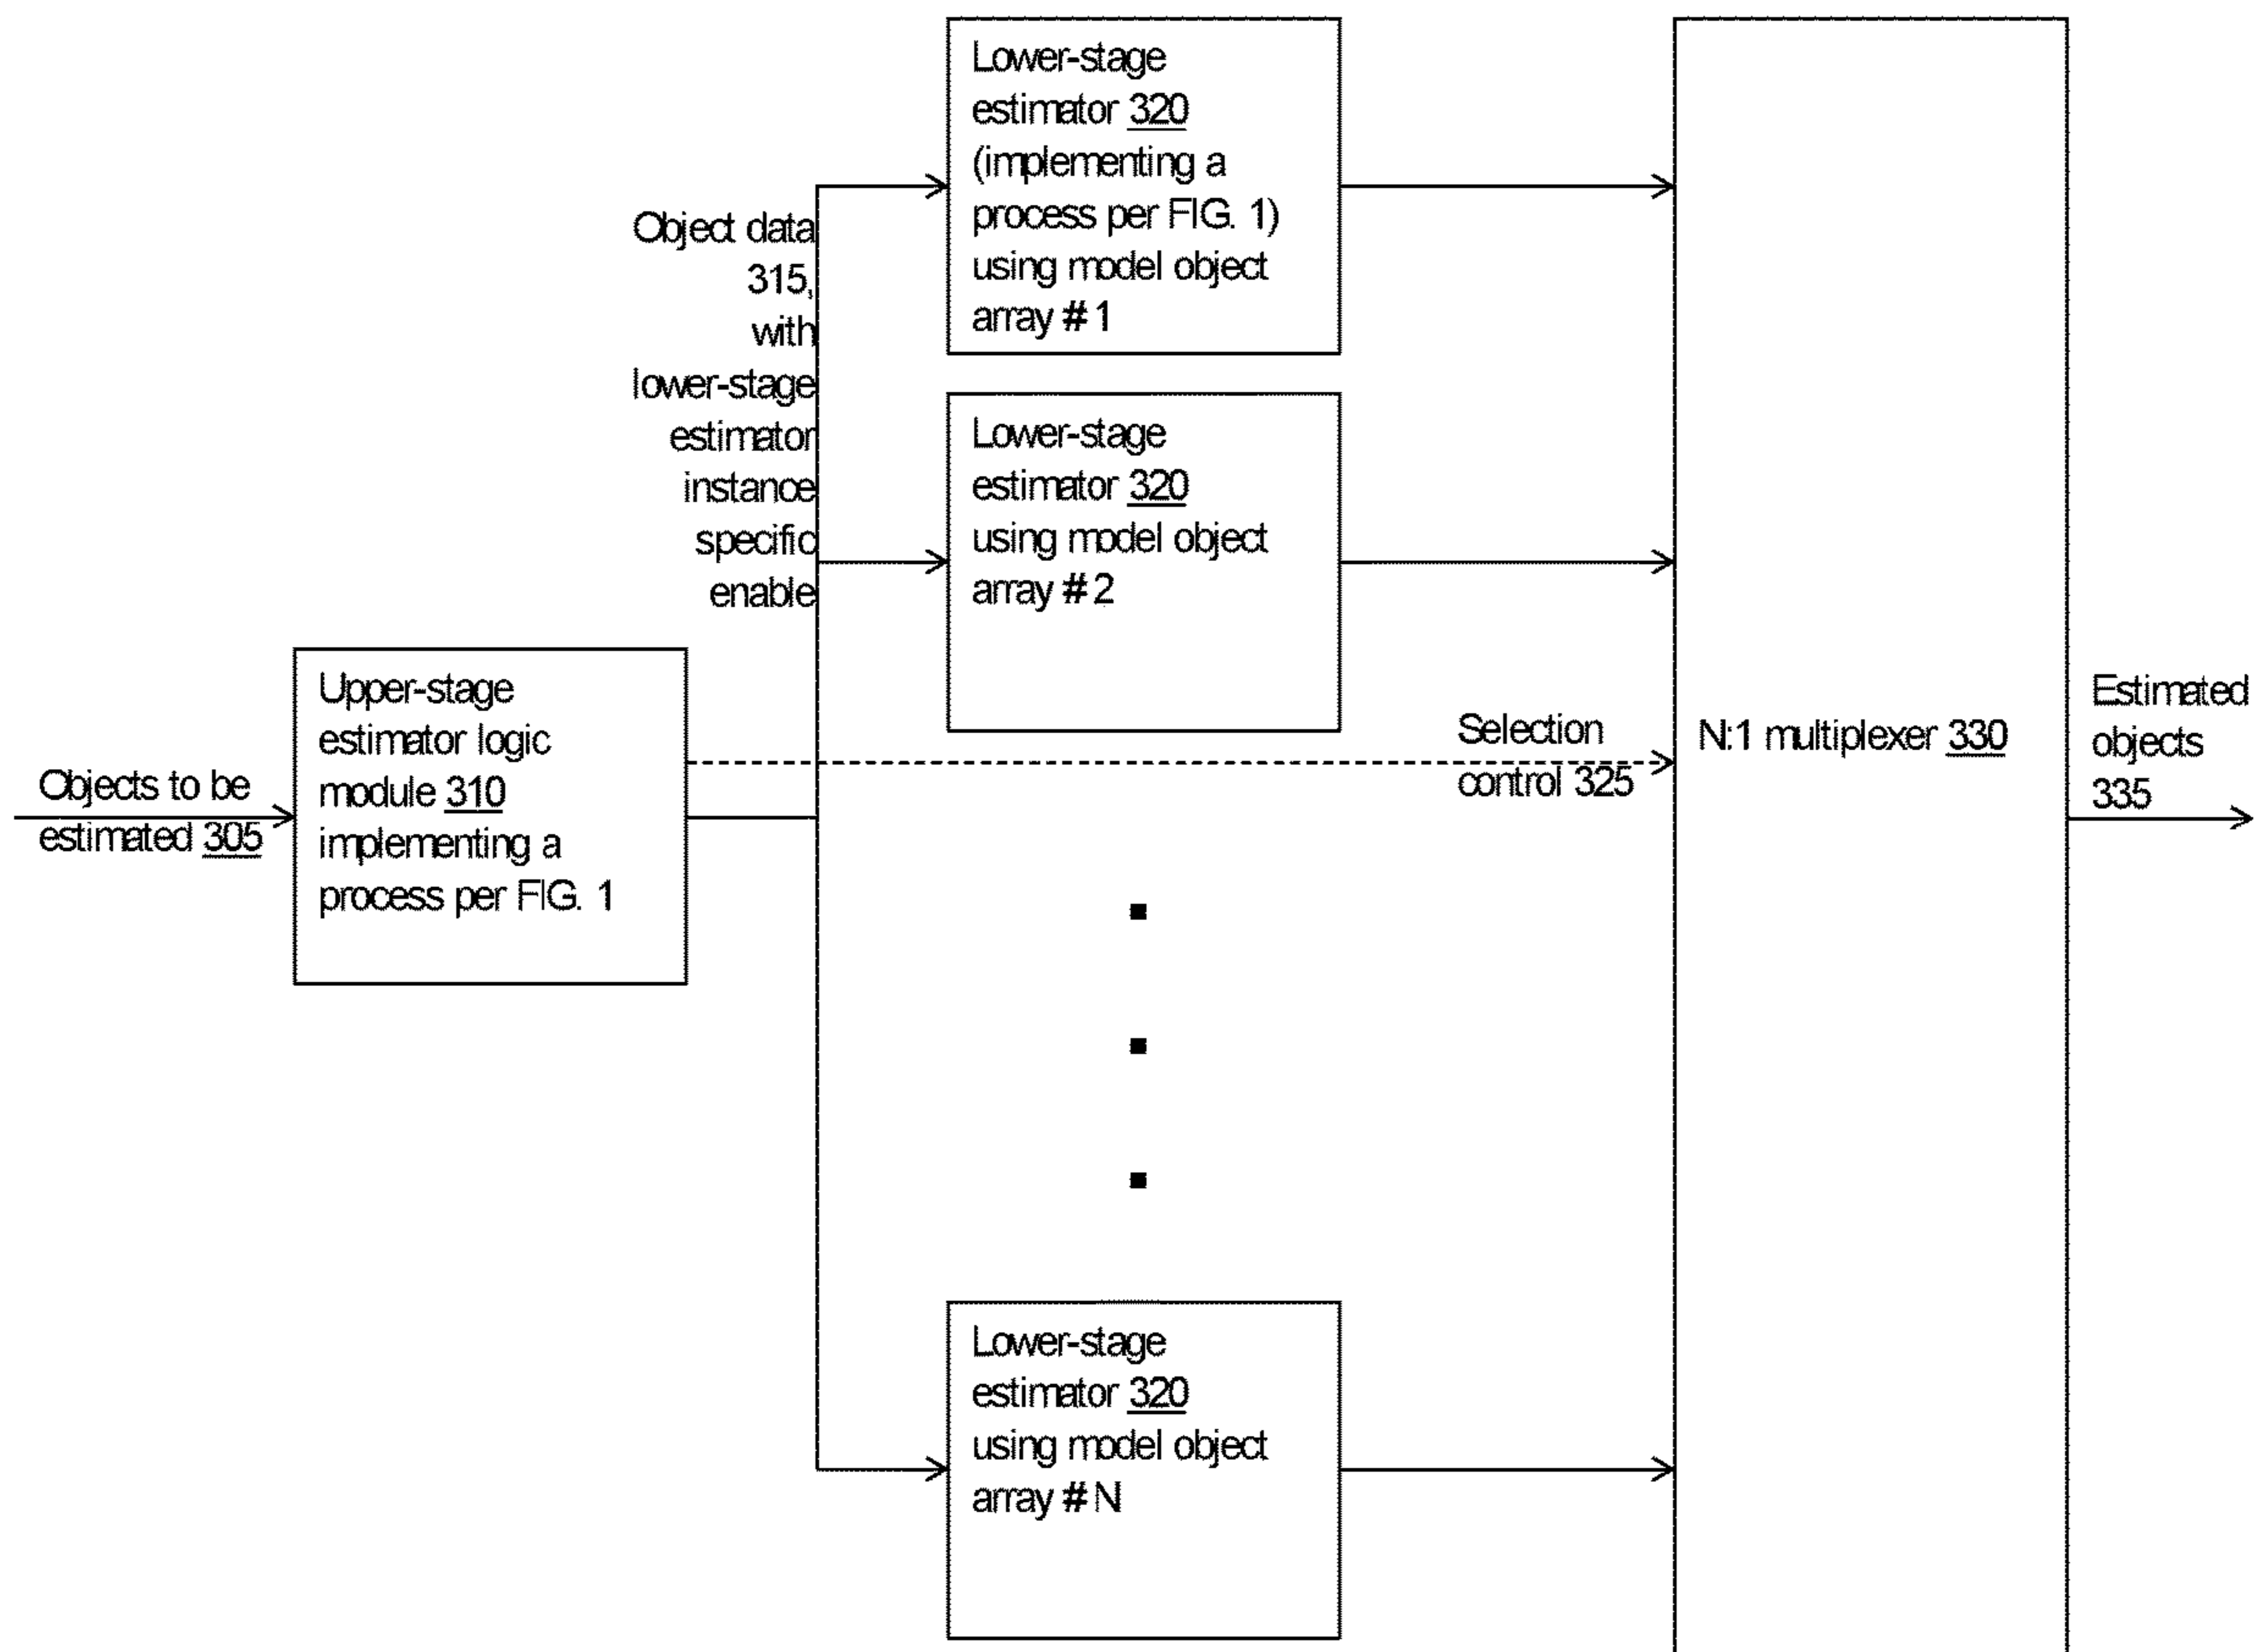 Objects to be
estimated 305
Upper-stage
estimator logic
module 310
implementing a
process per FIG. 1
Object data
315,
with
lower-stage
estimator
instance
specific
enable
Lower-stage
estimator 320
(implementing a
process per FIG. 1)
using model object
array # 1
Lower-stage
estimator 320
using model object
array # 2
Lower-stage
estimator 320
using model object
array # N
Selection
control 325
N:1 multiplexer 330
Estimated
objects
335